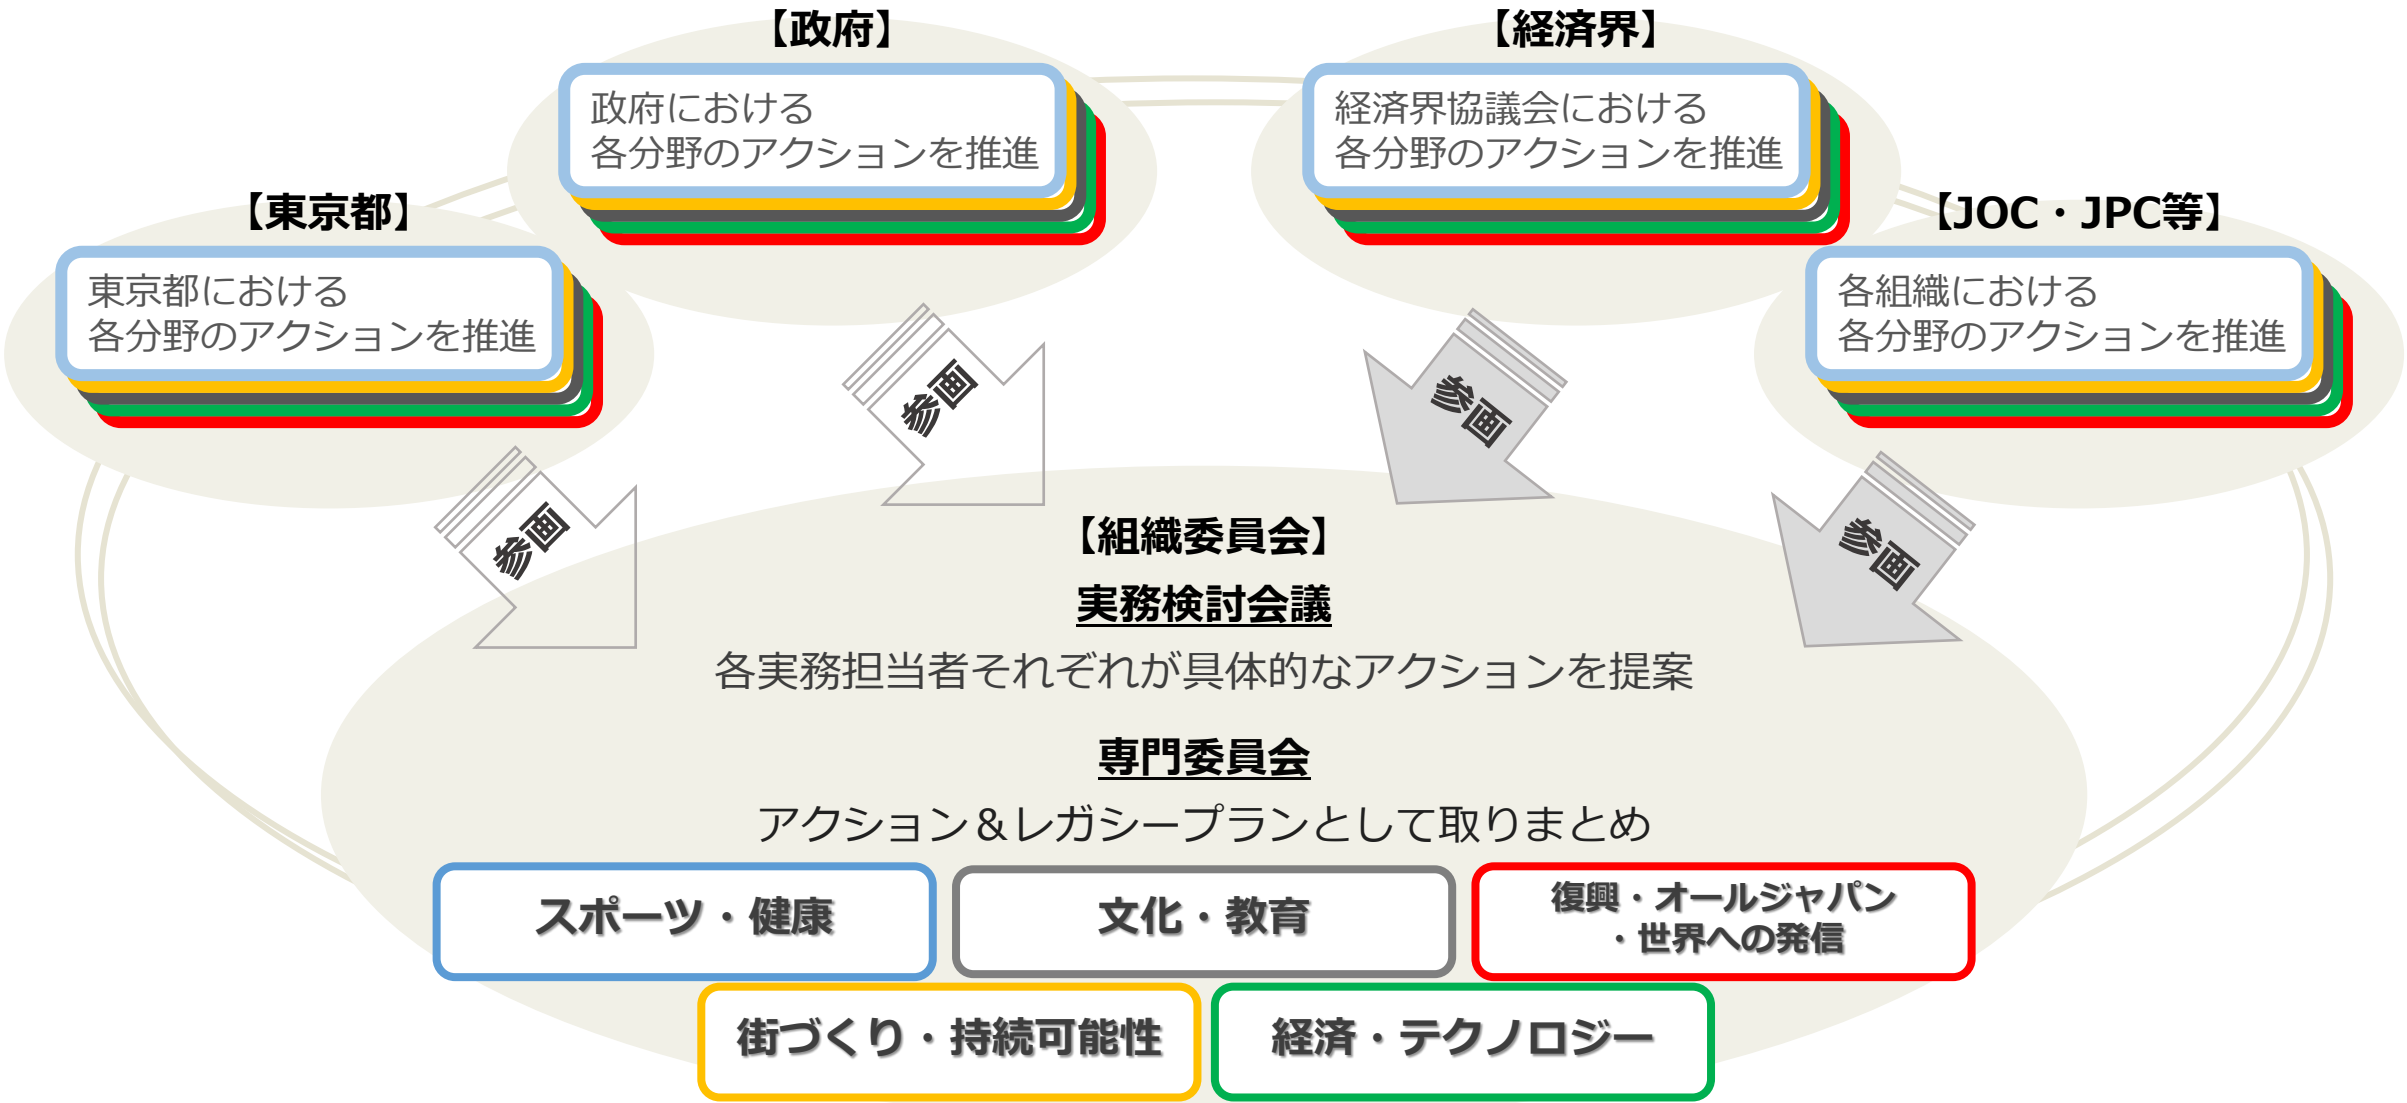 【政府】
政府における
各分野のアクションを推進
【経済界】
経済界協議会における
各分野のアクションを推進
【東京都】
東京都における
各分野のアクションを推進
【JOC・JPC等】
各組織における
各分野のアクションを推進
参画
参画
参画
参画
【組織委員会】
実務検討会議
各実務担当者それぞれが具体的なアクションを提案
専門委員会
アクション＆レガシープランとして取りまとめ
スポーツ・健康
文化・教育
復興・オールジャパン
・世界への発信
街づくり・持続可能性
経済・テクノロジー